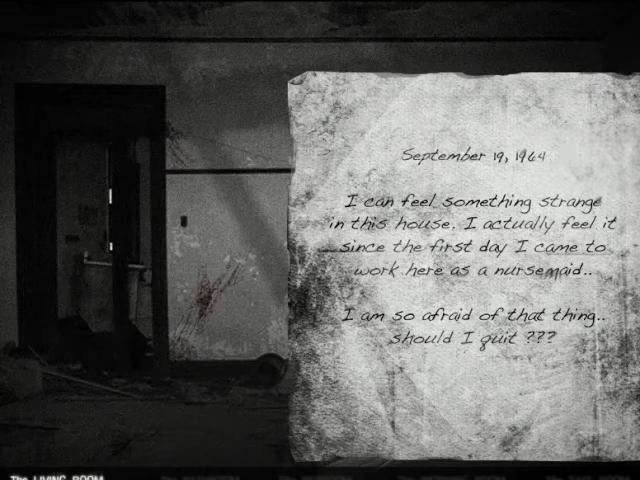 September 19, 1964
I can feel something strange
in this house. I actually feel it
since the first day I came to
work here as a nursemaid..
I am so afraid of that thing..
should I quit ???
The LIVING ROOM